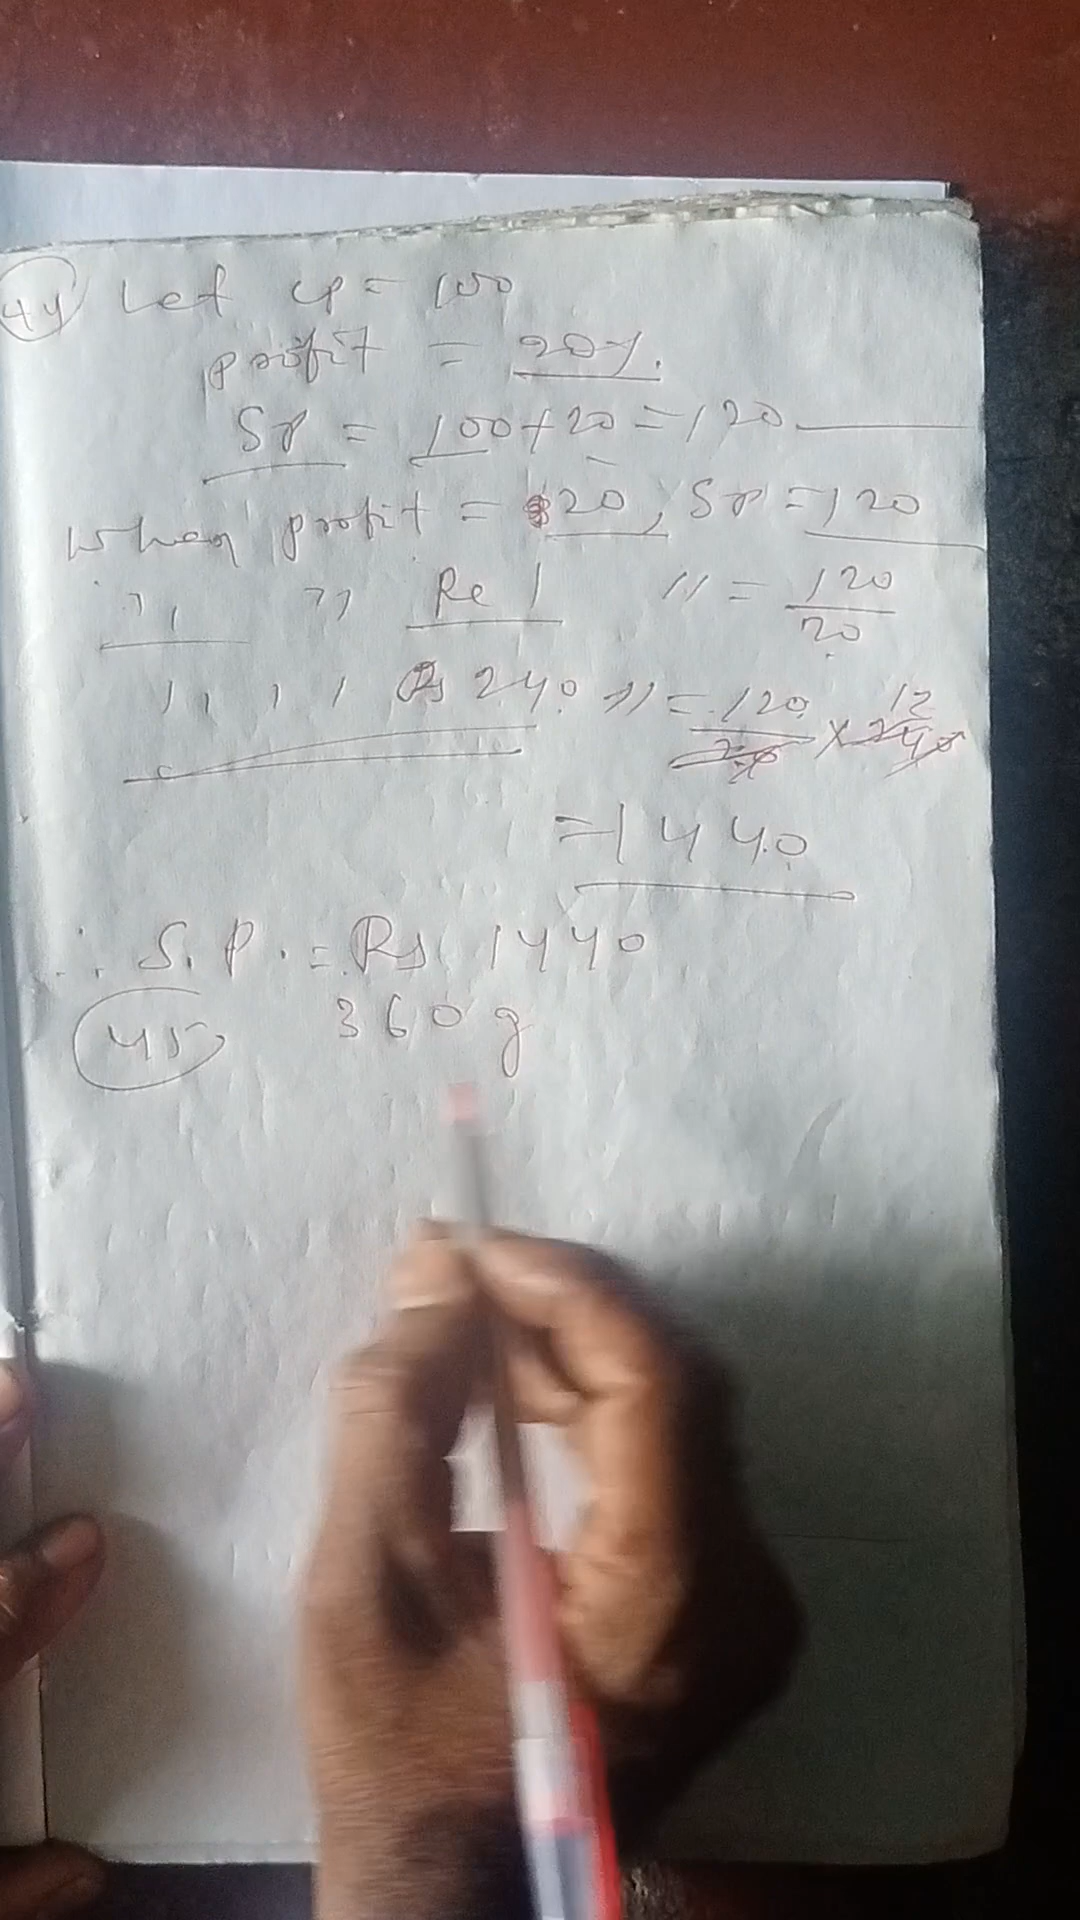 44 Let CP = 100
profit = 20%.
SP = 100 + 20 = 120
When profit = 20, SP = 120
,, ,, Re 1 " = 120/20
,, ,, Rs 240 " = 120/20 × 240 12
= 1440
∴ S.P. = Rs 1440
45 360 g